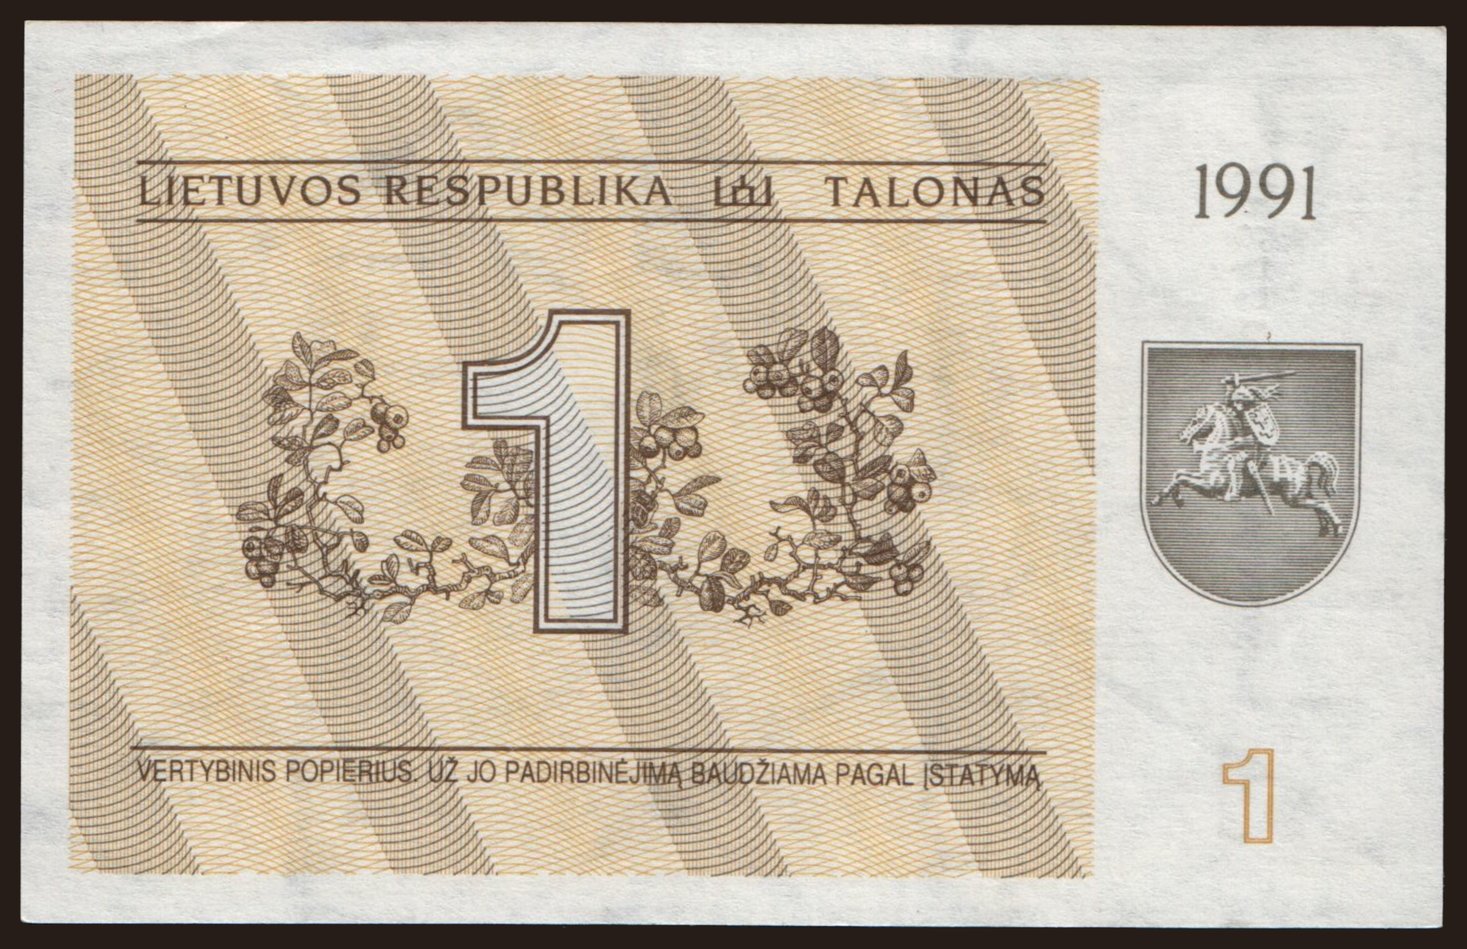 LIETUVOS RESPUBLIKA TALONAS
1991
1
VERTYBINIS POPIERIUS. UŽ JO PADIRBINĖJIMĄ BAUDŽIAMA PAGAL ĮSTATYMĄ
1